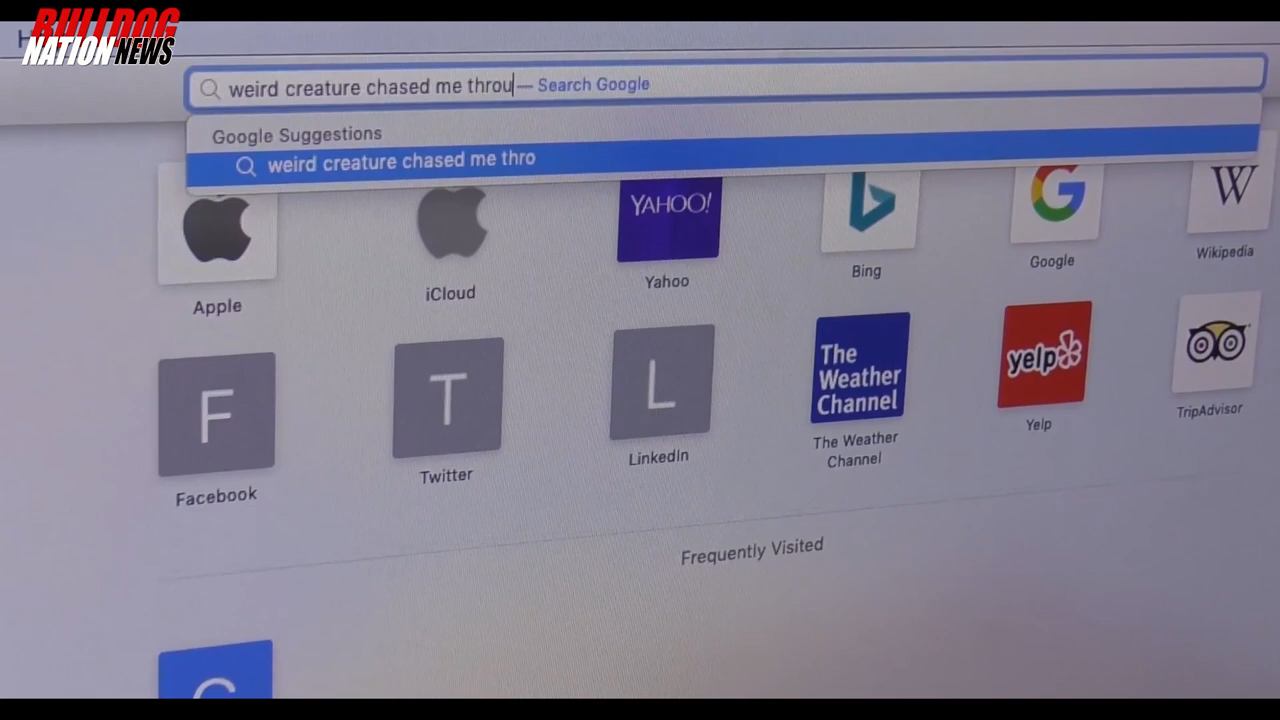 BULLDOG
NATION NEWS
H
weird creature chased me throu — Search Google
Google Suggestions
weird creature chased me thro
YAHOO!
G
W
Apple
iCloud
Yahoo
Bing
Google
Wikipedia
F
T
L
The
Weather
Channel
yelp
Facebook
Twitter
LinkedIn
The Weather
Channel
Yelp
TripAdvisor
Frequently Visited